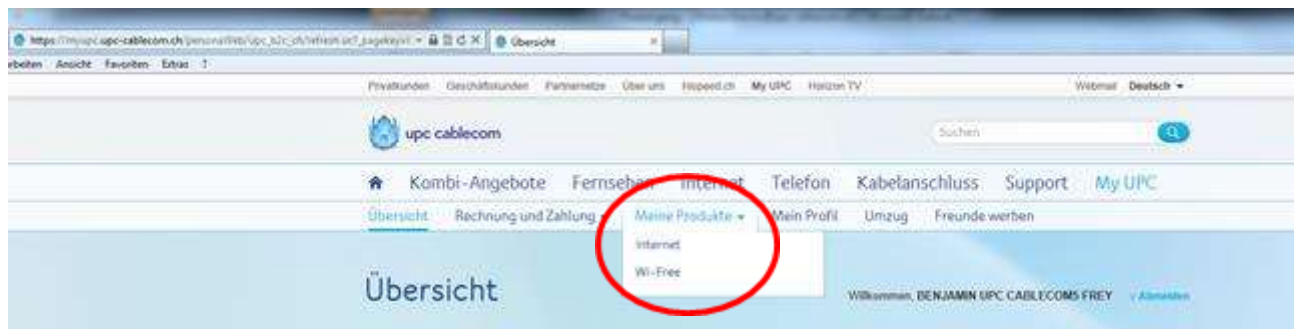 https://myupc.upc-cablecom.ch Übersicht
Ansicht Favoriten Extras ?
Privatkunden Geschäftskunden Partnernetze Über uns Hispeed.ch My UPC Horizon TV Webmail Deutsch
upc cablecom Suchen
Kombi-Angebote Fernsehen Internet Telefon Kabelanschluss Support My UPC
Übersicht Rechnung und Zahlung Meine Produkte Mein Profil Umzug Freunde werben
Internet
Wi-Free
Übersicht
Willkommen, BENJAMIN UPC CABLECOMS FREY Abmelden